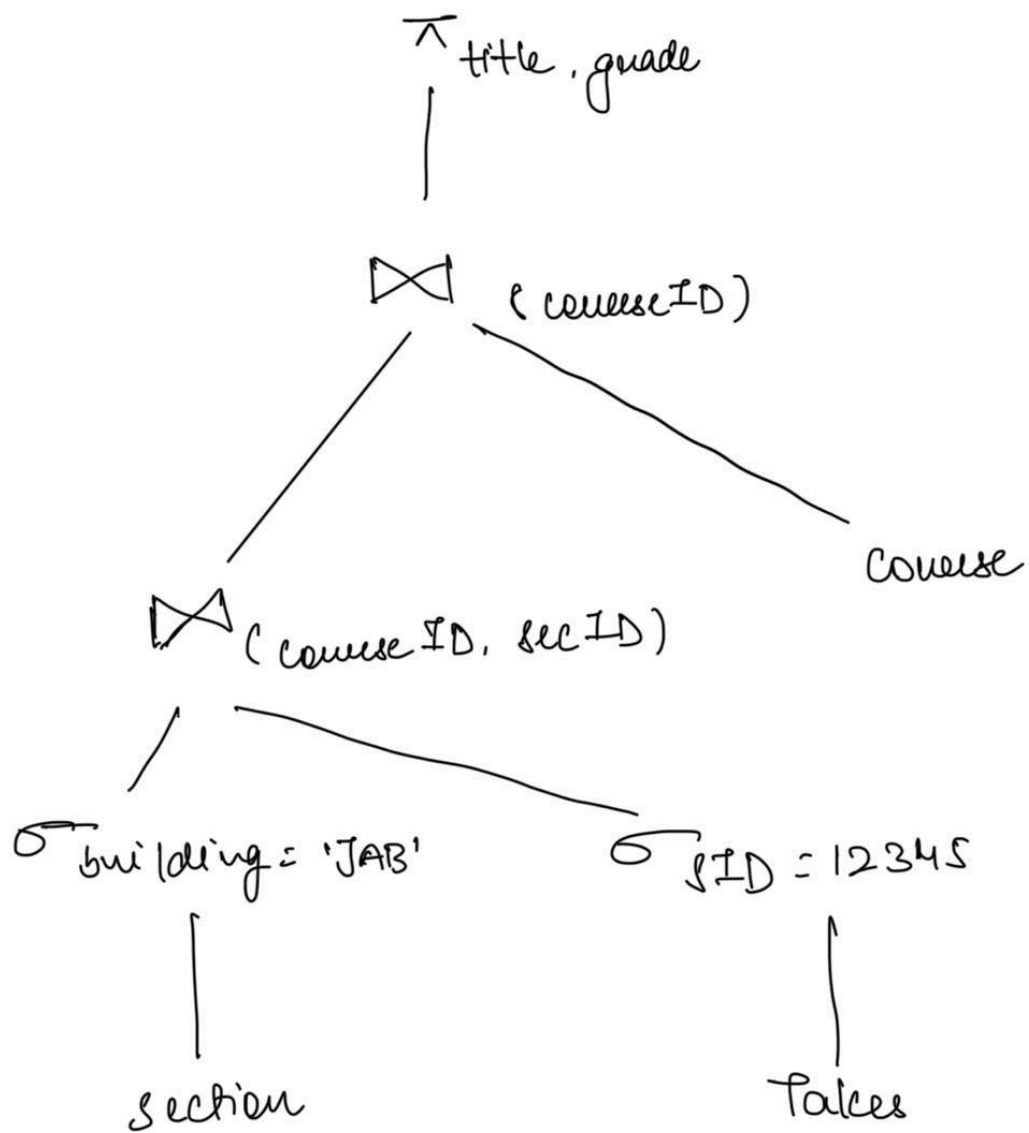 π title, grade
⋈ (courseID)
Course
⋈ (courseID, secID)
σ building = 'JAB'
σ SID = 12345
Section
Takes